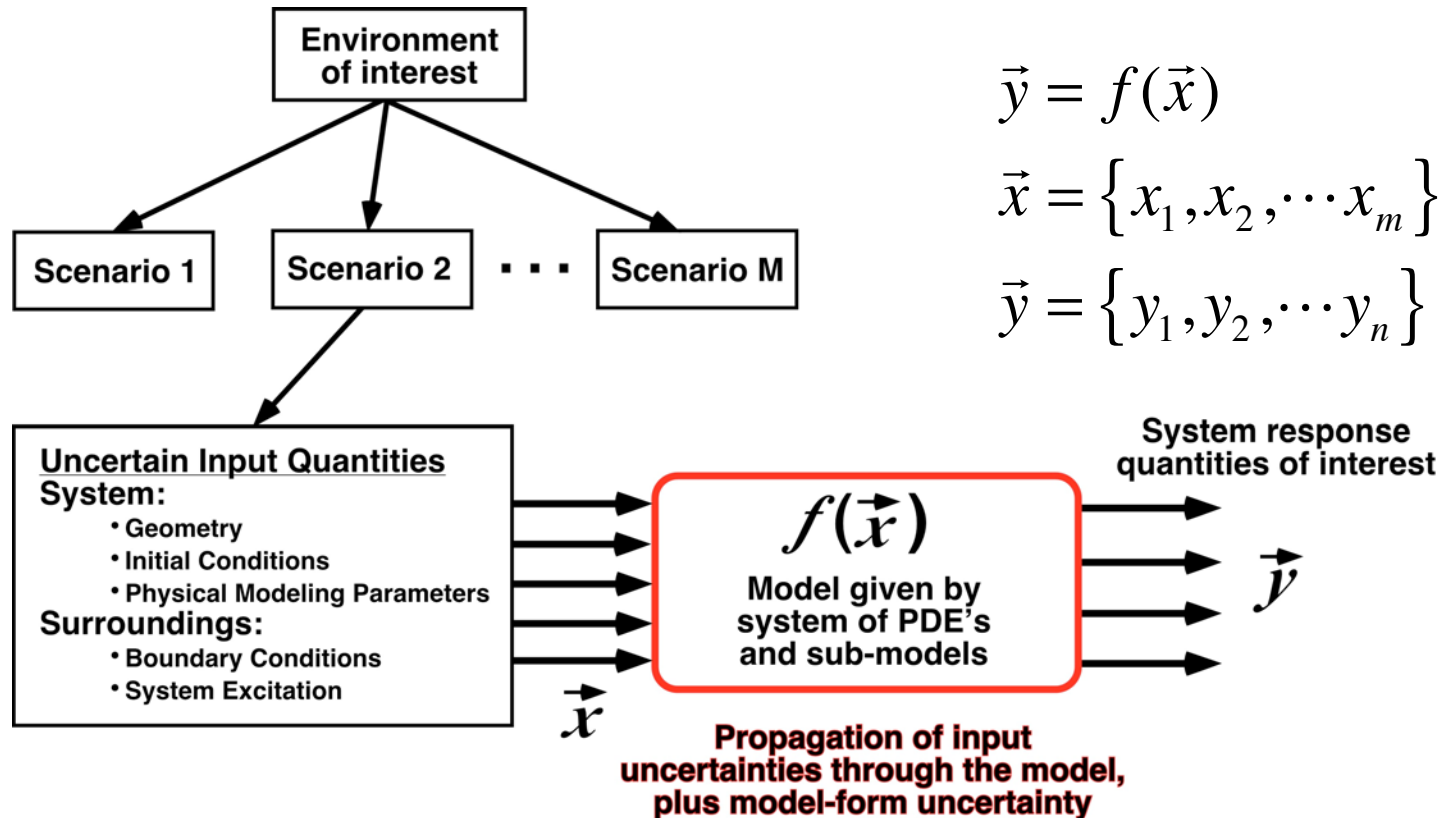 Environment
of interest
y⃗ = f(x⃗)
x⃗ = {x₁, x₂, ⋯ xₘ}
y⃗ = {y₁, y₂, ⋯ yₙ}
Scenario 1
Scenario 2
▪ ▪ ▪
Scenario M
Uncertain Input Quantities
System:
• Geometry
• Initial Conditions
• Physical Modeling Parameters
Surroundings:
• Boundary Conditions
• System Excitation
x⃗
f(x⃗)
Model given by
system of PDE's
and sub-models
Propagation of input
uncertainties through the model,
plus model-form uncertainty
System response
quantities of interest
y⃗